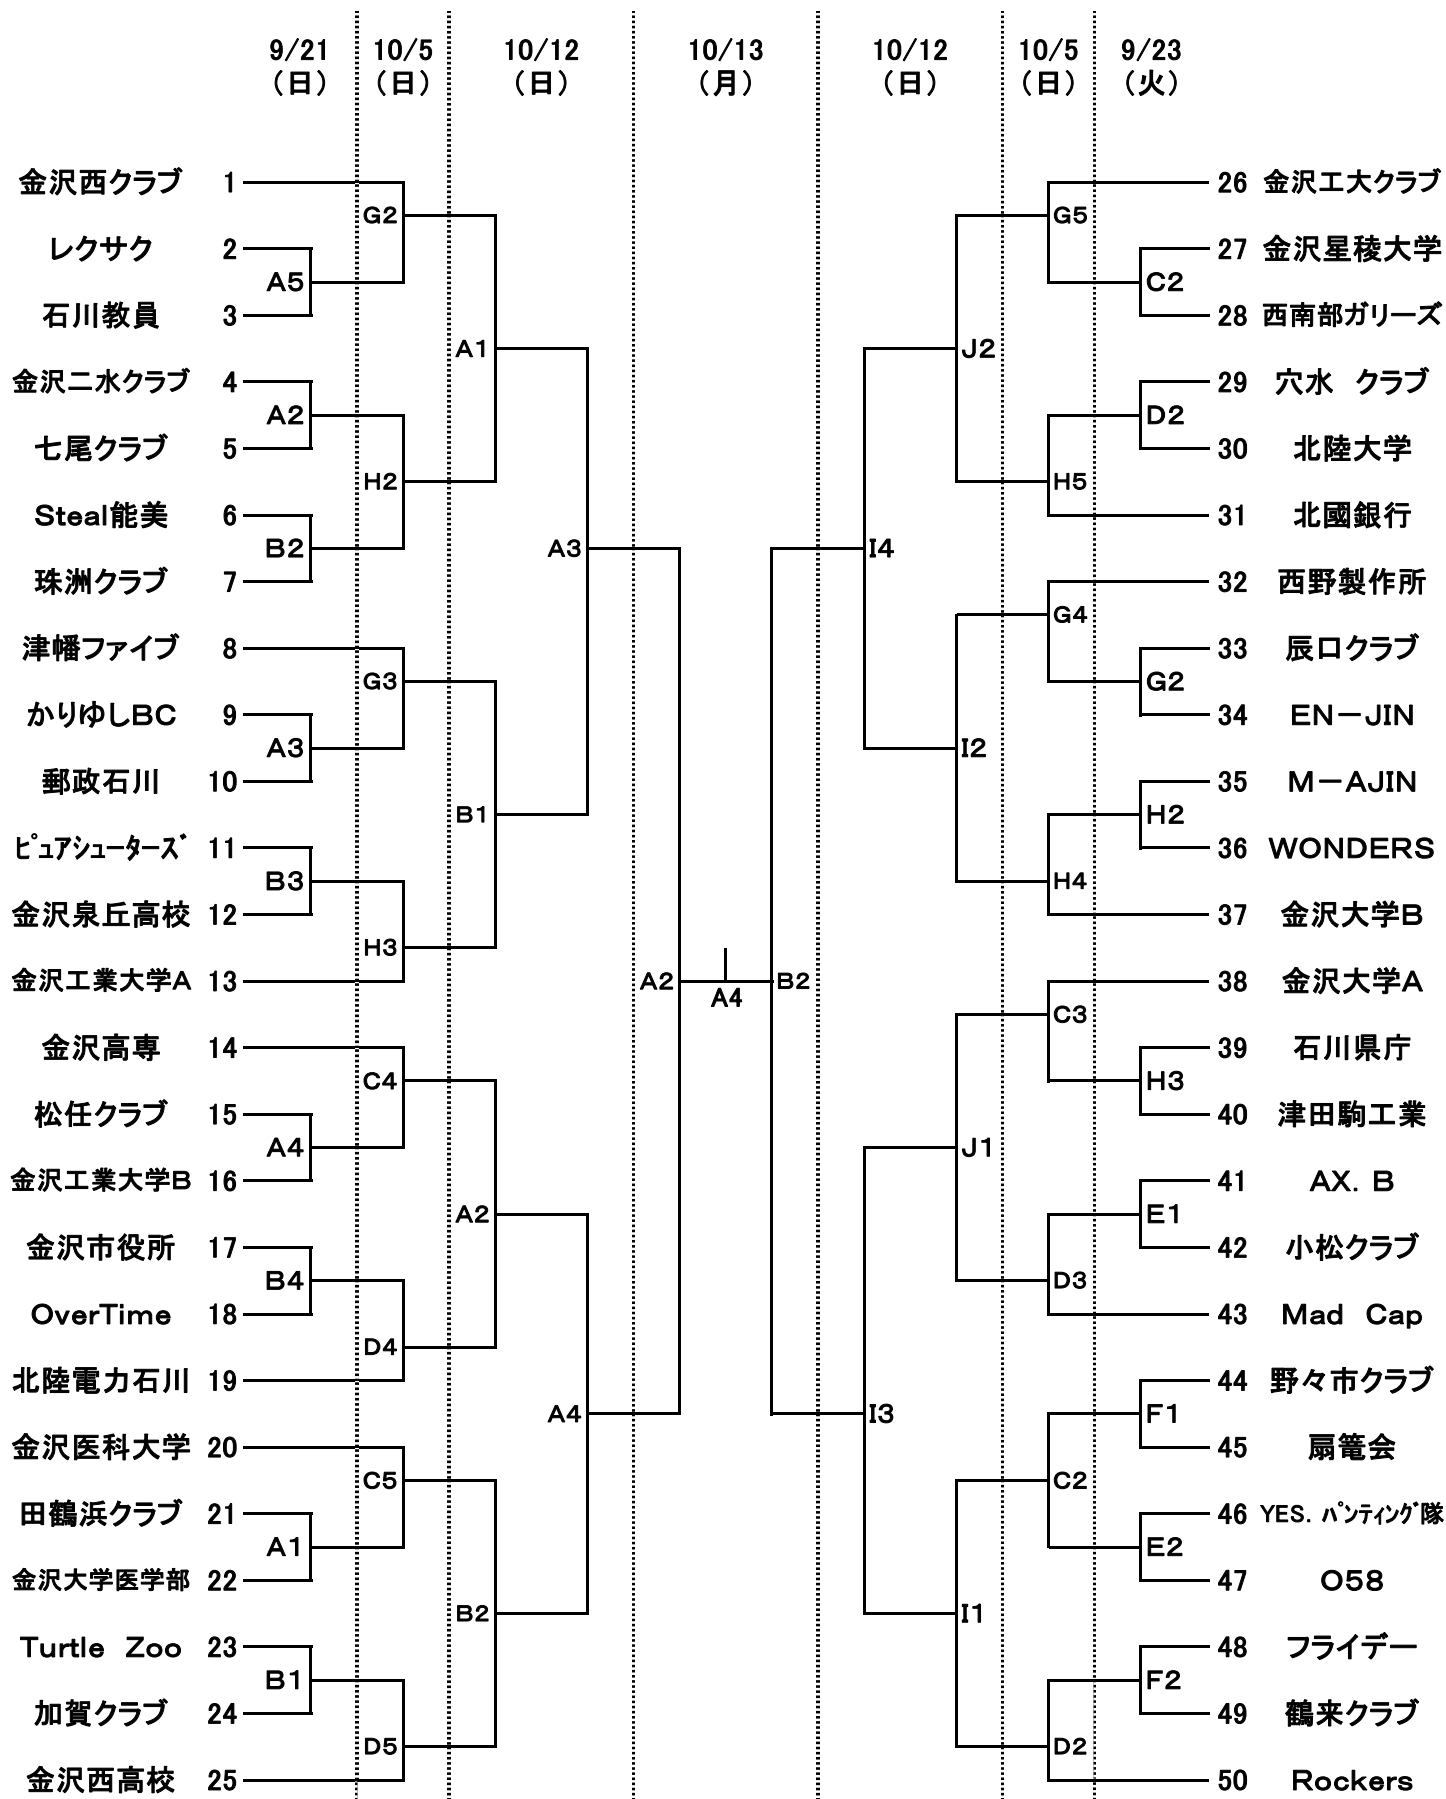 9/21 10/5 10/12 10/13 10/12 10/5 9/23
(日) (日) (日) (月) (日) (日) (火)
金沢西クラブ 1 26 金沢工大クラブ
G2 G5
レクサク 2 27 金沢星稜大学
A5 C2
石川教員 3 28 西南部ガリーズ
A1 J2
金沢二水クラブ 4 29 穴水 クラブ
A2 D2
七尾クラブ 5 30 北陸大学
H2 H5
Steal能美 6 31 北國銀行
B2 A3 I4
珠洲クラブ 7 32 西野製作所
G4
津幡ファイブ 8 33 辰口クラブ
G3 G2
かりゆしBC 9 34 EN-JIN
A3 I2
郵政石川 10 35 M-AJIN
B1 H2
ピュアシューターズ 11 36 WONDERS
B3 H4
金沢泉丘高校 12 37 金沢大学B
H3
金沢工業大学A 13 A2 B2 38 金沢大学A
A4
C3
金沢高専 14 39 石川県庁
C4 H3
松任クラブ 15 40 津田駒工業
A4 J1
金沢工業大学B 16 41 AX.B
A2 E1
金沢市役所 17 42 小松クラブ
B4 D3
OverTime 18 43 Mad Cap
D4
北陸電力石川 19 44 野々市クラブ
A4 I3 F1
金沢医科大学 20 45 扇篭会
C5 C2
田鶴浜クラブ 21 46 YES.パンティング隊
A1 E2
金沢大学医学部 22 47 O58
B2 I1
Turtle Zoo 23 48 フライデー
B1 F2
加賀クラブ 24 49 鶴来クラブ
D5 D2
金沢西高校 25 50 Rockers